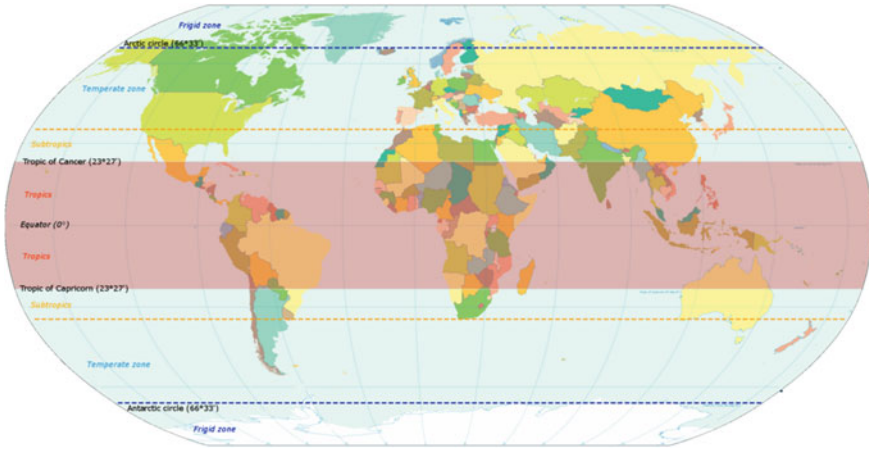 Frigid zone
Arctic circle (66°33')
Temperate zone
Subtropics
Tropic of Cancer (23°27')
Tropics
Equator (0°)
Tropics
Tropic of Capricorn (23°27')
Subtropics
Temperate zone
Antarctic circle (66°33')
Frigid zone